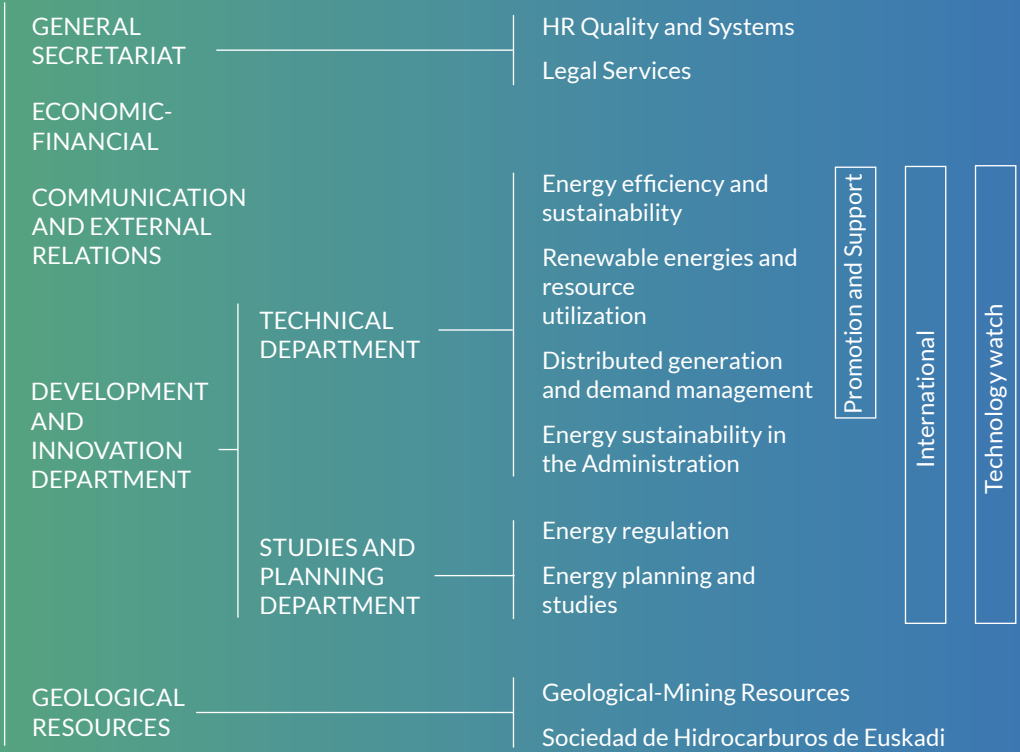 GENERAL
SECRETARIAT
HR Quality and Systems
Legal Services
ECONOMIC-
FINANCIAL
COMMUNICATION
AND EXTERNAL
RELATIONS
DEVELOPMENT
AND
INNOVATION
DEPARTMENT
TECHNICAL
DEPARTMENT
Energy efficiency and
sustainability
Renewable energies and
resource
utilization
Distributed generation
and demand management
Energy sustainability in
the Administration
STUDIES AND
PLANNING
DEPARTMENT
Energy regulation
Energy planning and
studies
Promotion and Support
International
Technology watch
GEOLOGICAL
RESOURCES
Geological-Mining Resources
Sociedad de Hidrocarburos de Euskadi